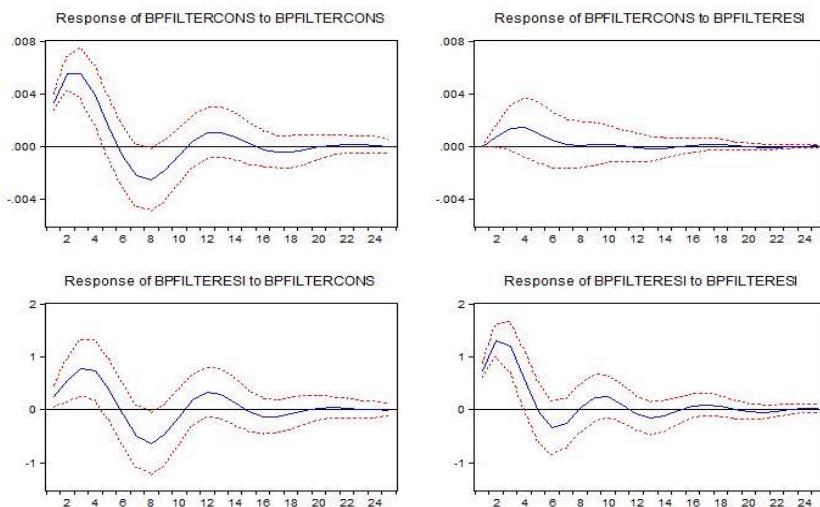 Response of BPFILTERCONS to BPFILTERCONS
.008
.004
.000
-.004
2 4 6 8 10 12 14 16 18 20 22 24
Response of BPFILTERCONS to BPFILTERESI
.008
.004
.000
-.004
2 4 6 8 10 12 14 16 18 20 22 24
Response of BPFILTERESI to BPFILTERCONS
2
1
0
-1
2 4 6 8 10 12 14 16 18 20 22 24
Response of BPFILTERESI to BPFILTERESI
2
1
0
-1
2 4 6 8 10 12 14 16 18 20 22 24